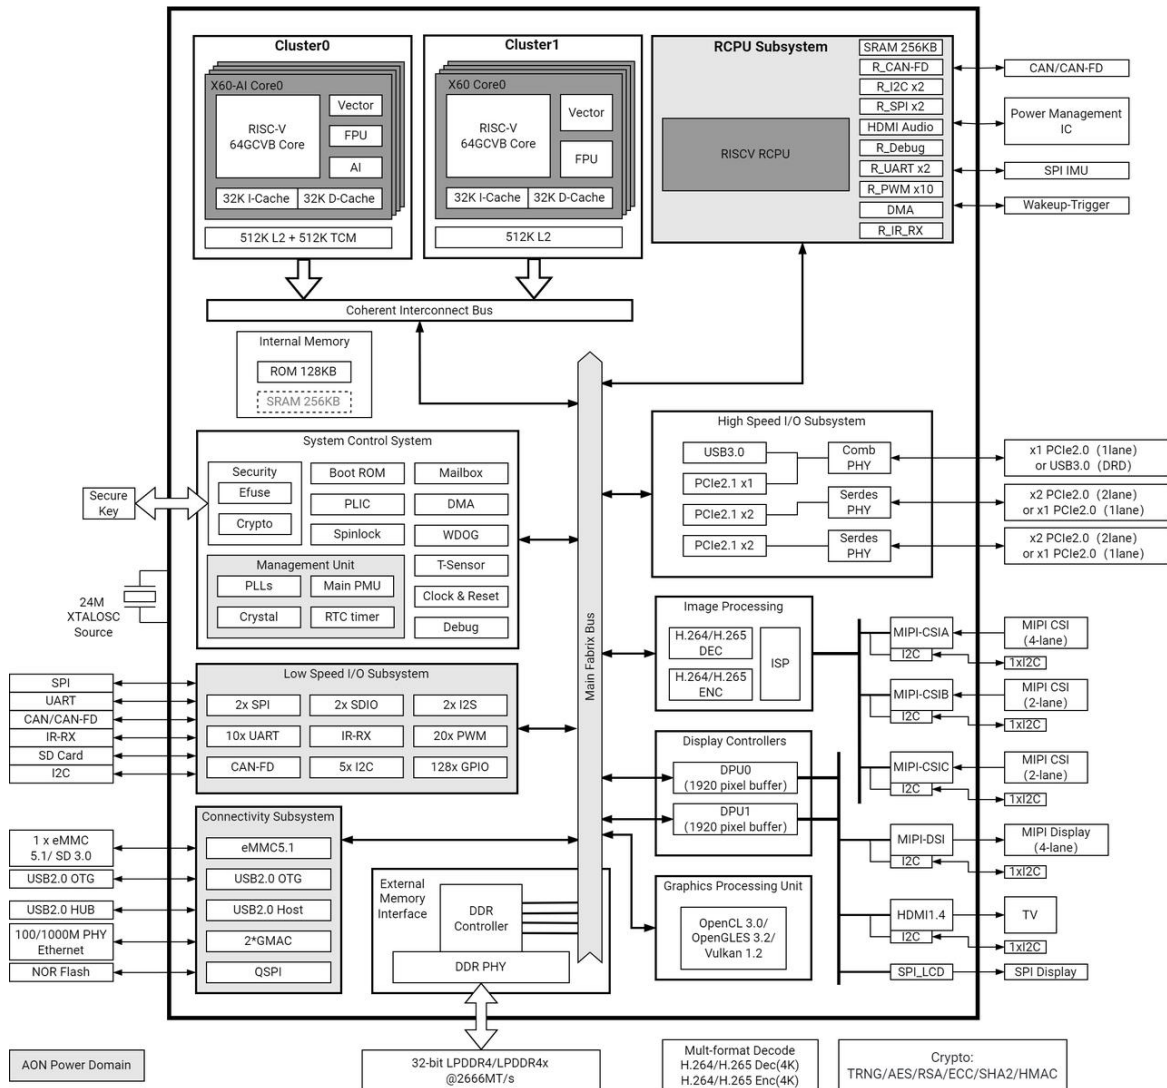 Cluster0
X60-AI Core0
RISC-V
64GCVB Core
Vector
FPU
AI
32K I-Cache
32K D-Cache
512K L2 + 512K TCM
Cluster1
X60 Core0
RISC-V
64GCVB Core
Vector
FPU
32K I-Cache
32K D-Cache
512K L2
RCPU Subsystem
RISCV RCPU
SRAM 256KB
R_CAN-FD
R_I2C x2
R_SPI x2
HDMI Audio
R_Debug
R_UART x2
R_PWM x10
DMA
R_IR_RX
CAN/CAN-FD
Power Management
IC
SPI IMU
Wakeup-Trigger
Coherent Interconnect Bus
Internal Memory
ROM 128KB
SRAM 256KB
Main Fabrix Bus
System Control System
Security
Efuse
Crypto
Boot ROM
PLIC
Spinlock
Mailbox
DMA
WDOG
T-Sensor
Clock & Reset
Debug
Management Unit
PLLs
Main PMU
Crystal
RTC timer
Secure
Key
24M
XTALOSC
Source
High Speed I/O Subsystem
USB3.0
PCIe2.1 x1
PCIe2.1 x2
PCIe2.1 x2
Comb
PHY
Serdes
PHY
Serdes
PHY
x1 PCIe2.0 (1lane)
or USB3.0 (DRD)
x2 PCIe2.0 (2lane)
or x1 PCIe2.0 (1lane)
x2 PCIe2.0 (2lane)
or x1 PCIe2.0 (1lane)
Low Speed I/O Subsystem
2x SPI
2x SDIO
2x I2S
10x UART
IR-RX
20x PWM
CAN-FD
5x I2C
128x GPIO
SPI
UART
CAN/CAN-FD
IR-RX
SD Card
I2C
Image Processing
H.264/H.265
DEC
H.264/H.265
ENC
ISP
MIPI-CSIA
I2C
MIPI CSI
(4-lane)
1xI2C
MIPI-CSIB
I2C
MIPI CSI
(2-lane)
1xI2C
MIPI-CSIC
I2C
MIPI CSI
(2-lane)
1xI2C
Display Controllers
DPU0
(1920 pixel buffer)
DPU1
(1920 pixel buffer)
MIPI-DSI
I2C
MIPI Display
(4-lane)
1xI2C
HDMI1.4
I2C
TV
1xI2C
SPI_LCD
SPI Display
Connectivity Subsystem
eMMC5.1
USB2.0 OTG
USB2.0 Host
2*GMAC
QSPI
1 x eMMC
5.1/ SD 3.0
USB2.0 OTG
USB2.0 HUB
100/1000M PHY
Ethernet
NOR Flash
External
Memory
Interface
DDR
Controller
DDR PHY
Graphics Processing Unit
OpenCL 3.0/
OpenGLES 3.2/
Vulkan 1.2
AON Power Domain
32-bit LPDDR4/LPDDR4x
@2666MT/s
Mult-format Decode
H.264/H.265 Dec(4K)
H.264/H.265 Enc(4K)
Crypto:
TRNG/AES/RSA/ECC/SHA2/HMAC